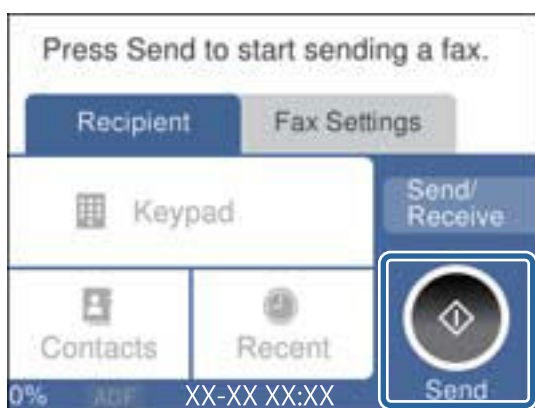 Press Send to start sending a fax.
Recipient
Fax Settings
Keypad
Send/
Receive
Contacts
Recent
Send
0%
ADF
XX-XX XX:XX